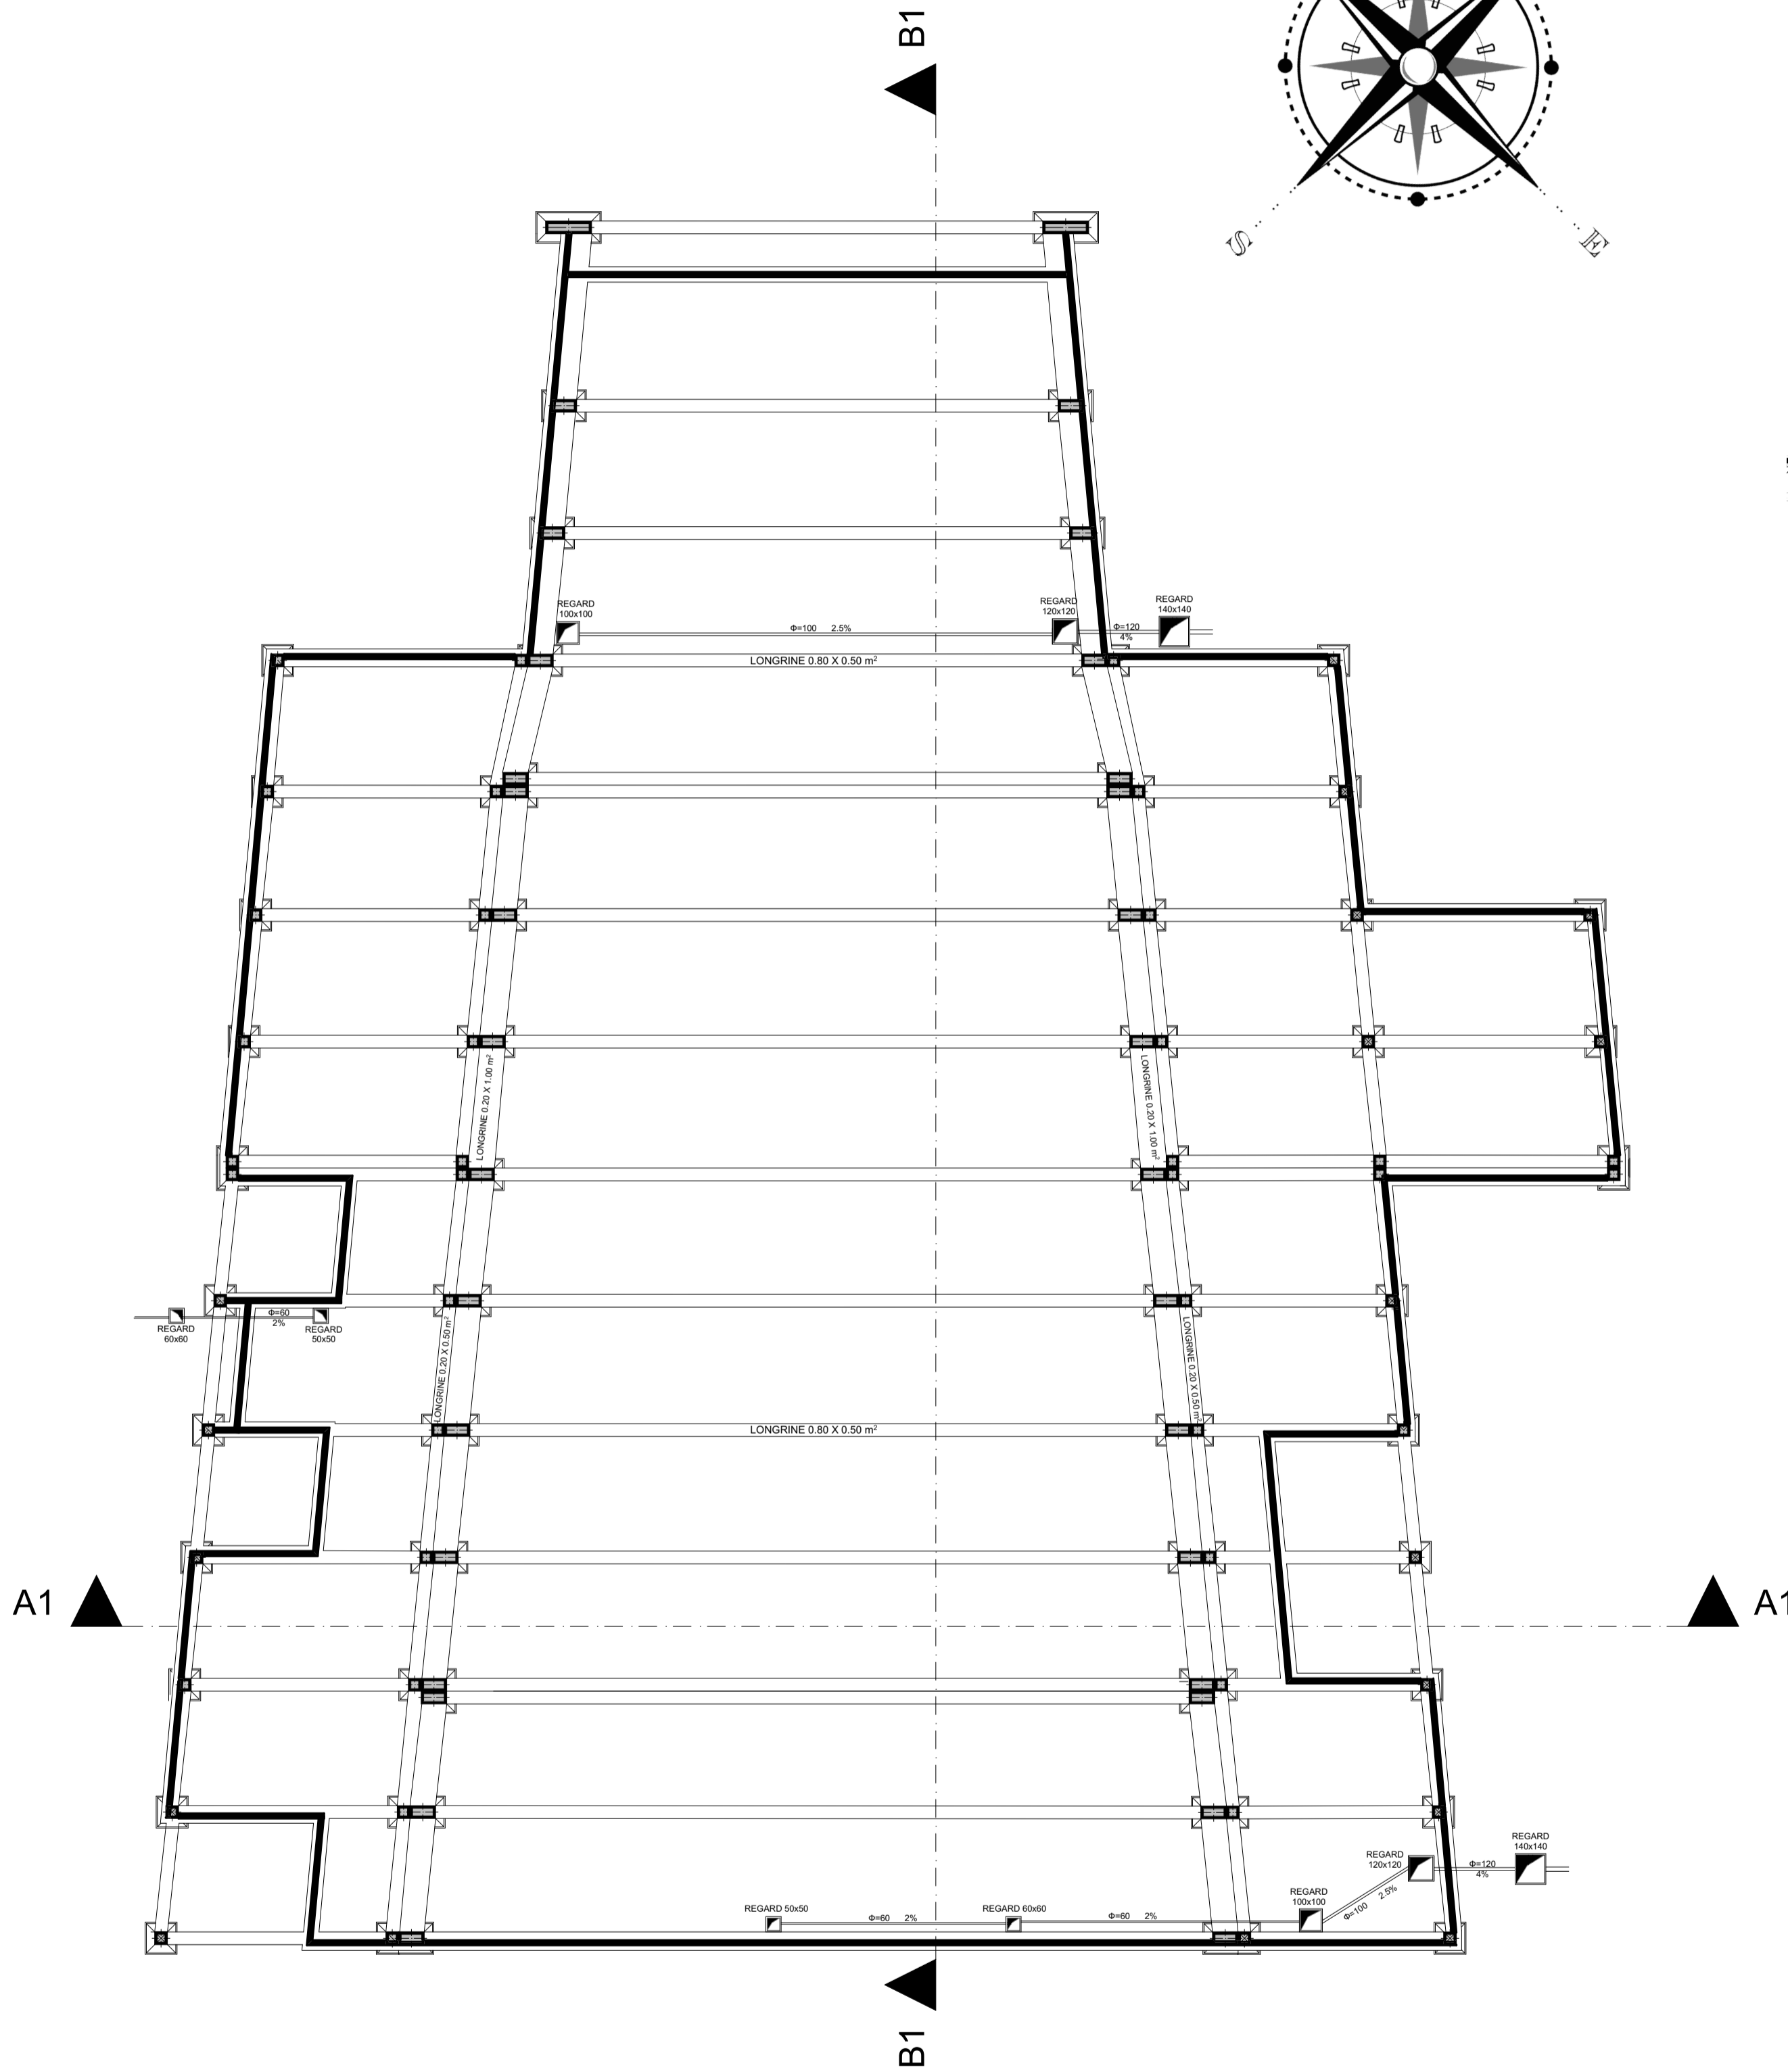 B1
S
E
REGARD
100x100
REGARD
120x120
REGARD
140x140
Φ=100 2.5%
Φ=120
4%
LONGRINE 0.80 X 0.50 m²
LONGRINE 0.20 X 1.00 m²
LONGRINE 0.20 X 1.00 m²
REGARD
60x60
Φ=60
2%
REGARD
50x50
LONGRINE 0.20 X 0.50 m²
LONGRINE 0.20 X 0.50 m²
LONGRINE 0.80 X 0.50 m²
A1
A1
REGARD 50x50
Φ=60 2%
REGARD 60x60
Φ=60 2%
REGARD
100x100
Φ=100 2.5%
REGARD
120x120
Φ=120
4%
REGARD
140x140
B1